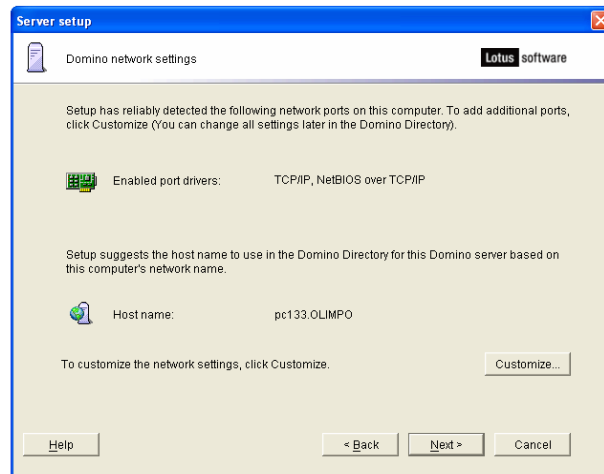 Server setup
Domino network settings
Lotus software
Setup has reliably detected the following network ports on this computer. To add additional ports,
click Customize (You can change all settings later in the Domino Directory).
Enabled port drivers: TCP/IP, NetBIOS over TCP/IP
Setup suggests the host name to use in the Domino Directory for this Domino server based on
this computer's network name.
Host name: pc133.OLIMPO
To customize the network settings, click Customize.
Customize...
Help
< Back
Next >
Cancel